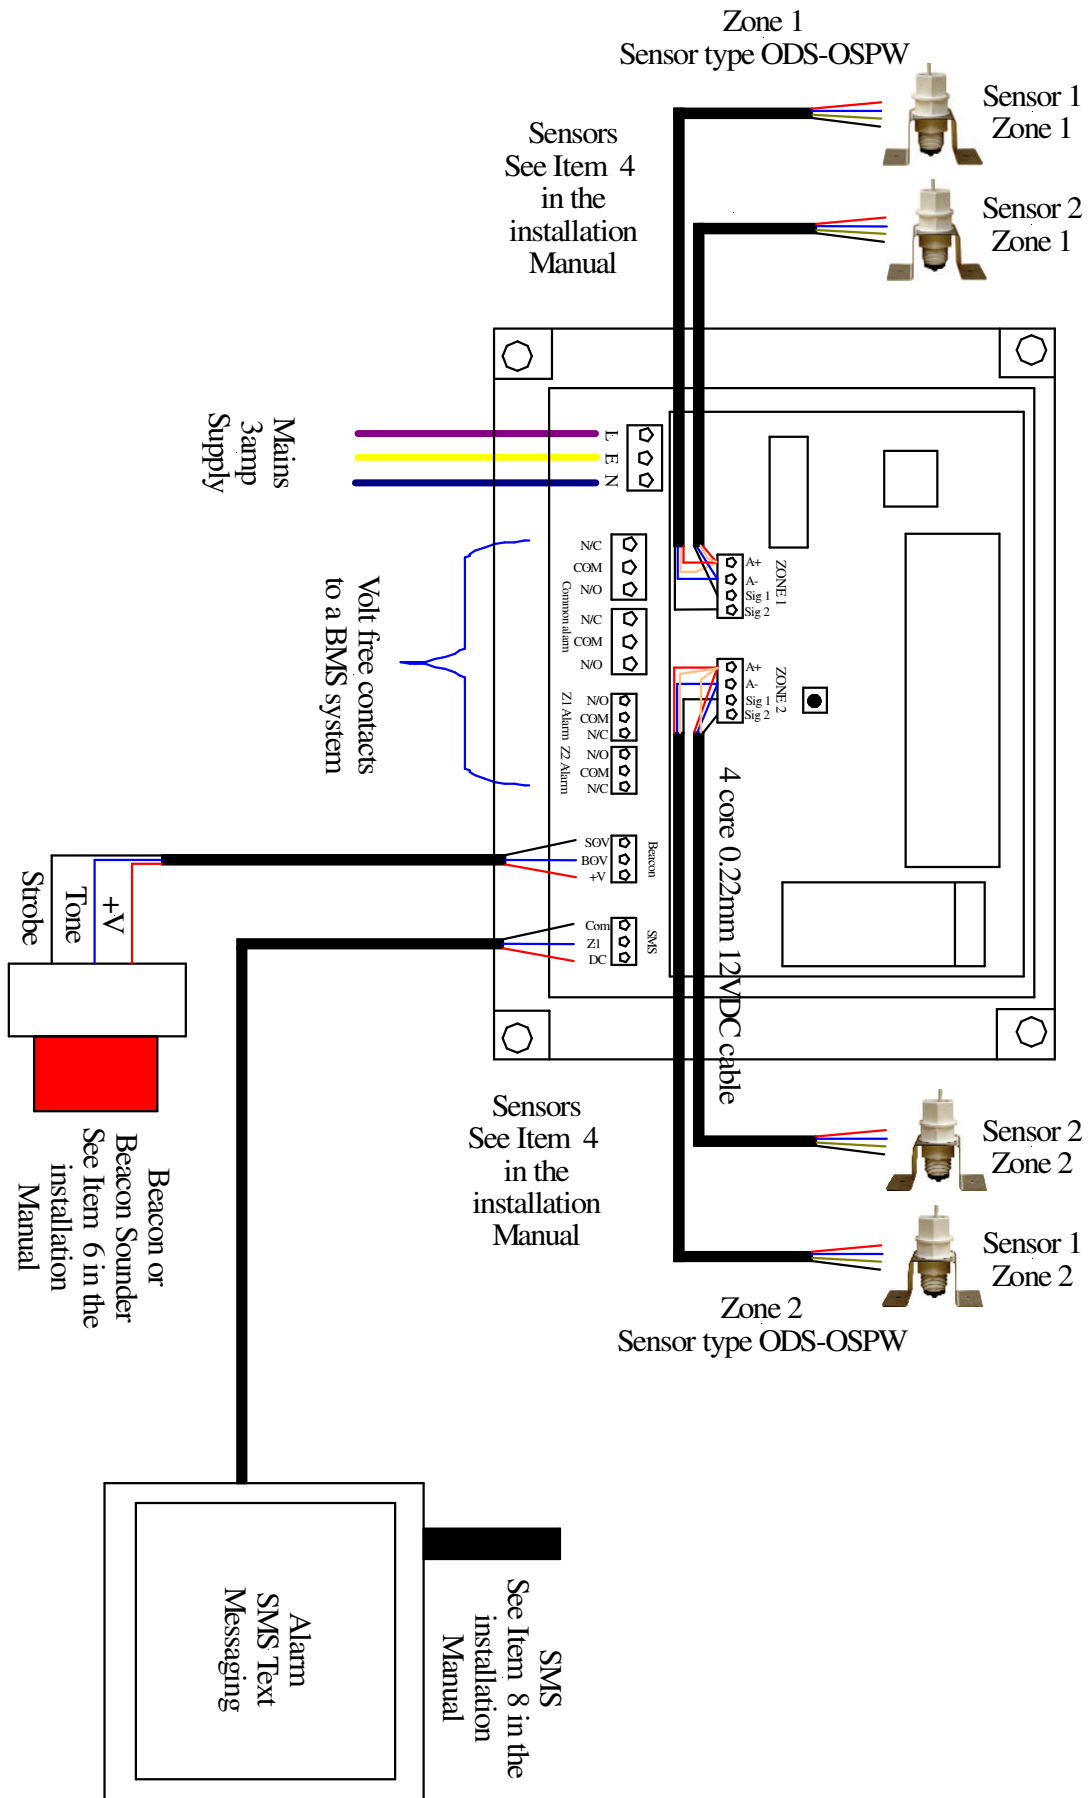 Zone 1
Sensor type ODS-OSPW
Sensor 1
Zone 1
Sensor 2
Zone 1
Sensors
See Item 4
in the
installation
Manual
Mains
3amp
Supply
L
E
N
N/C
COM
N/O
Common alarm
N/C
COM
N/O
Z1 Alarm
N/O
COM
N/C
Z2 Alarm
N/O
COM
N/C
Volt free contacts
to a BMS system
ZONE 1
A+
A-
Sig 1
Sig 2
ZONE 2
A+
A-
Sig 1
Sig 2
4 core 0.22mm 12VDC cable
Beacon
SOV
BOV
+V
SMS
Com
Z1
DC
+V
Tone
Strobe
Beacon or
Beacon Sounder
See Item 6 in the
installation
Manual
Sensors
See Item 4
in the
installation
Manual
Sensor 2
Zone 2
Sensor 1
Zone 2
Zone 2
Sensor type ODS-OSPW
SMS
See Item 8 in the
installation
Manual
Alarm
SMS Text
Messaging